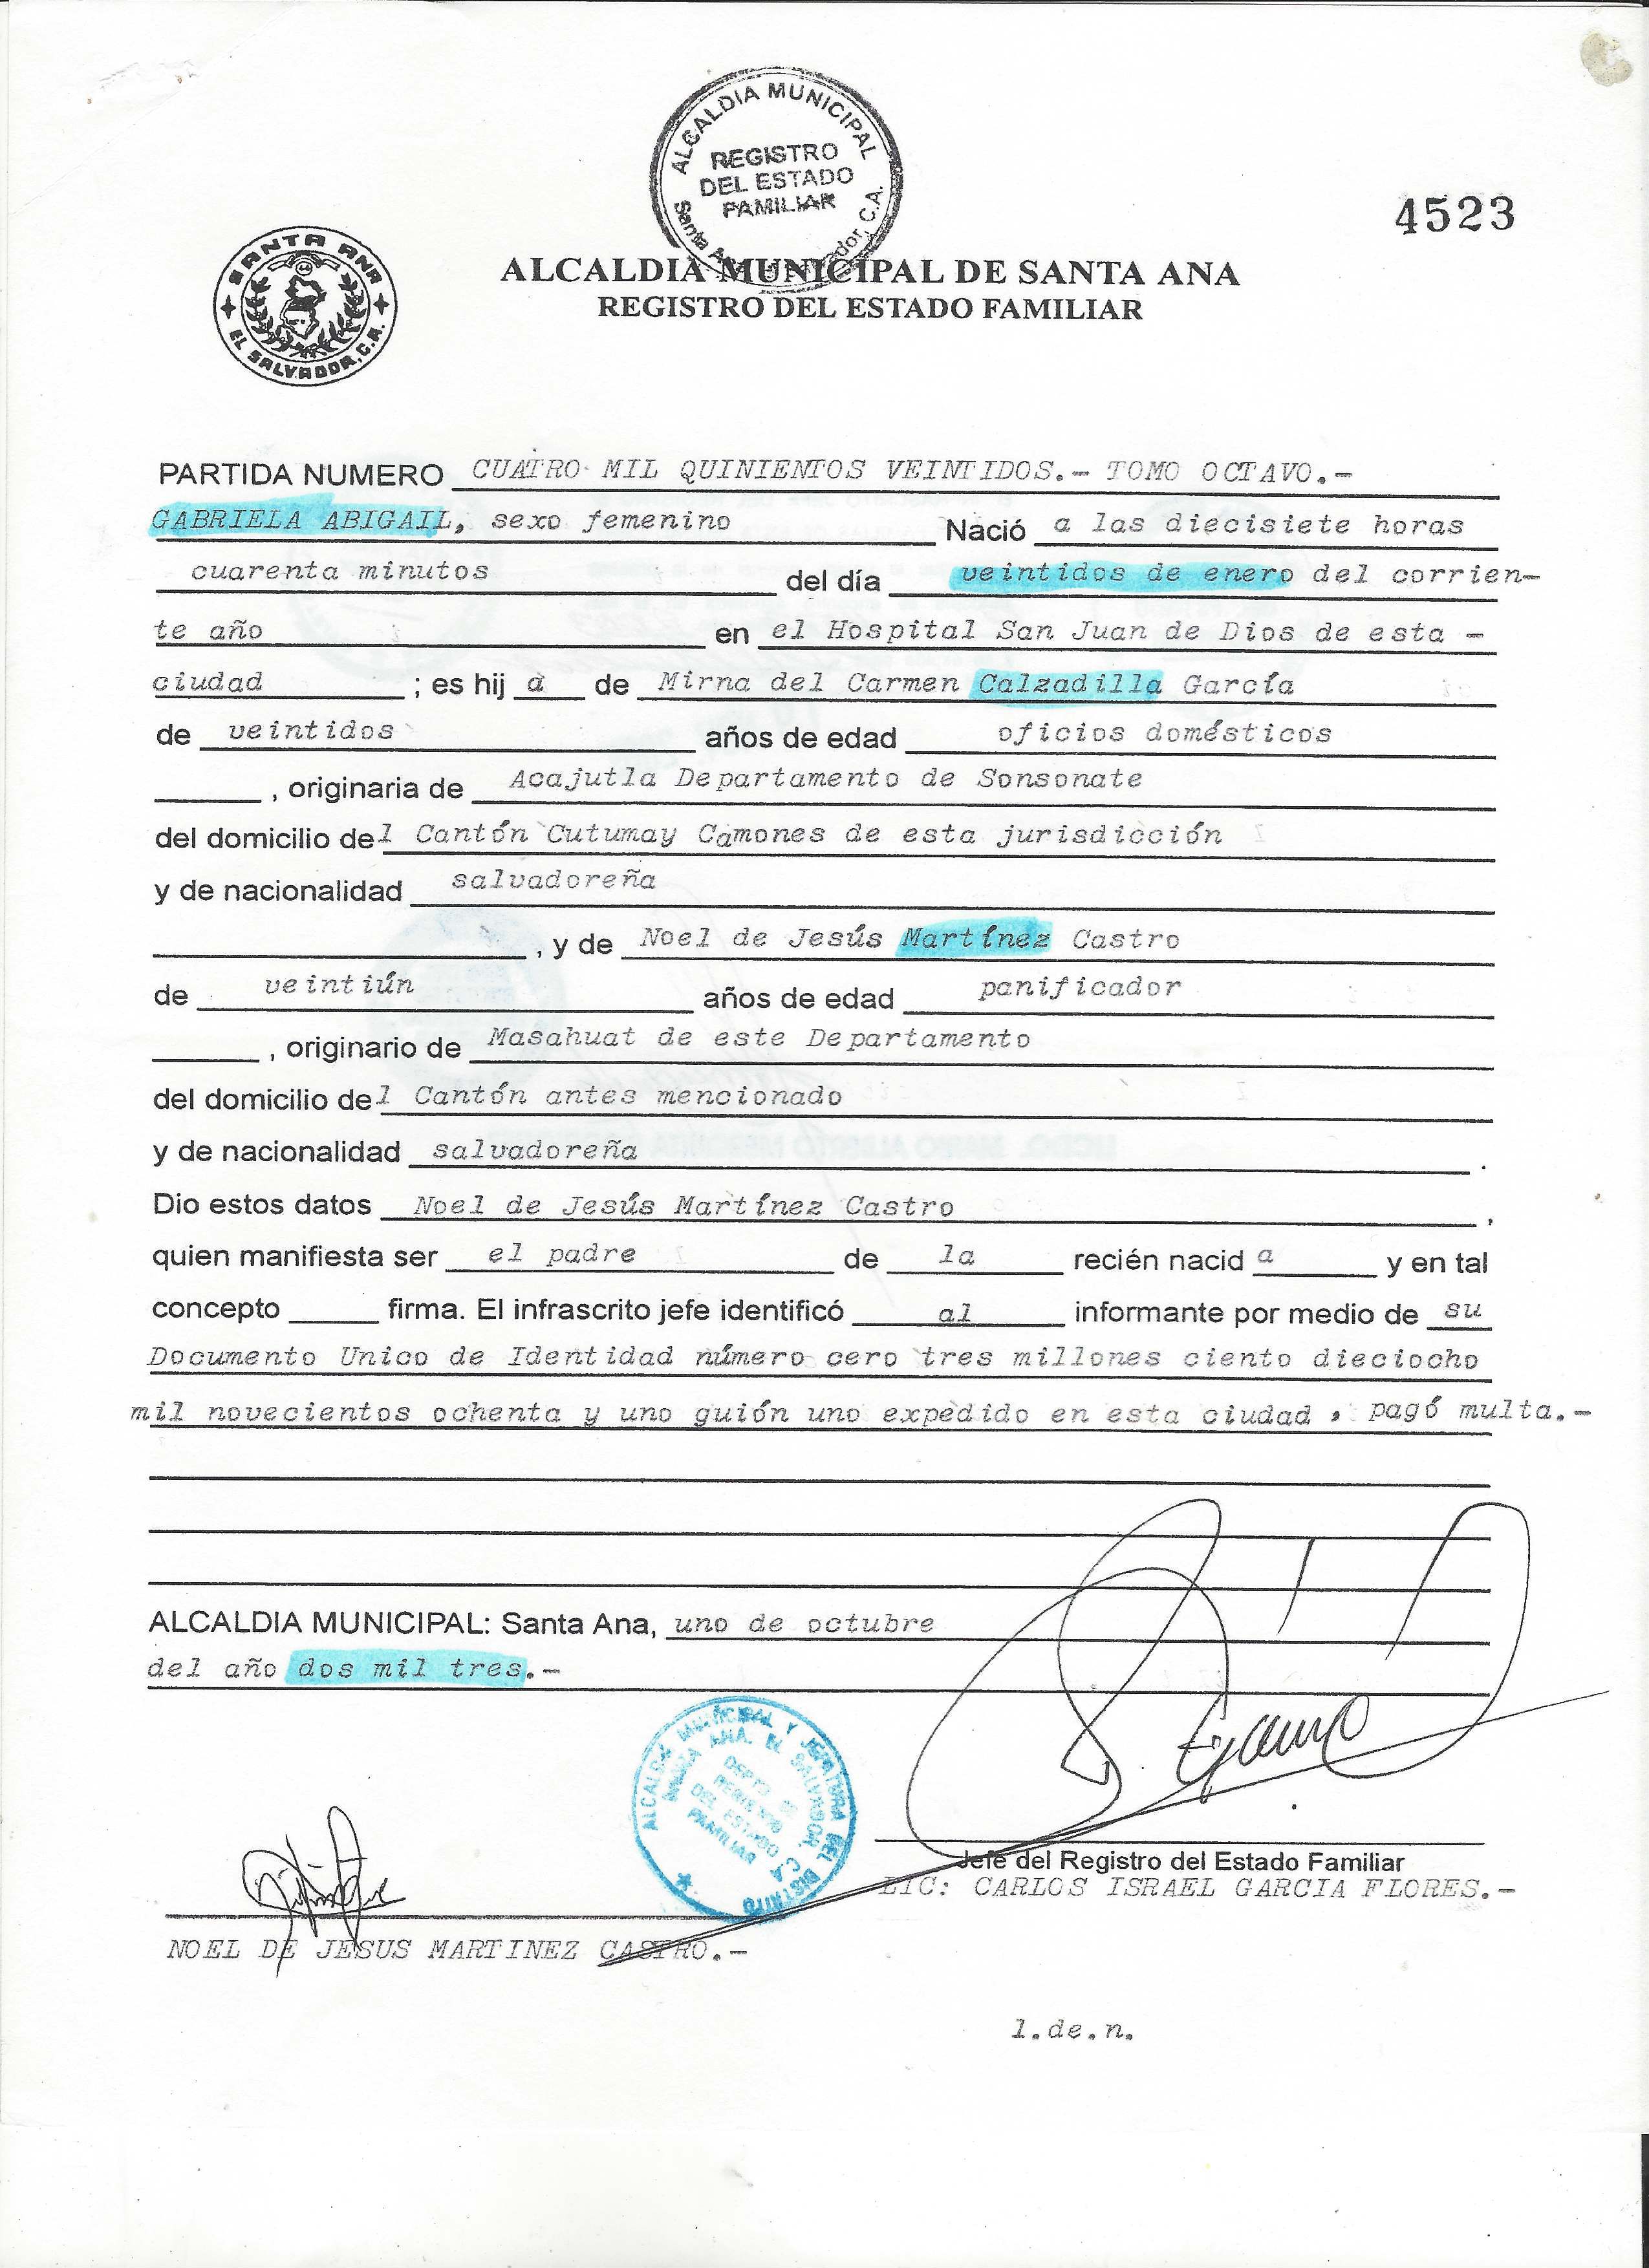 ALCALDIA MUNICIPAL
REGISTRO
DEL ESTADO
FAMILIAR
Santa A dor, C.A.
4523
SANTA ANA
EL SALVADOR, C.A.
ALCALDIA MUNICIPAL DE SANTA ANA
REGISTRO DEL ESTADO FAMILIAR
PARTIDA NUMERO CUATRO MIL QUINIENTOS VEINTIDOS.- TOMO OCTAVO.-
GABRIELA ABIGAIL, sexo femenino Nació a las diecisiete horas
cuarenta minutos del día veintidos de enero del corrien-
te año en el Hospital San Juan de Dios de esta -
ciudad ; es hij a de Mirna del Carmen Calzadilla García
de veintidos años de edad oficios domésticos
, originaria de Acajutla Departamento de Sonsonate
del domicilio del Cantón Cutumay Camones de esta jurisdicción
y de nacionalidad salvadoreña
, y de Noel de Jesús Martínez Castro
de veintiún años de edad panificador
, originario de Masahuat de este Departamento
del domicilio del Cantón antes mencionado
y de nacionalidad salvadoreña .
Dio estos datos Noel de Jesús Martínez Castro ,
quien manifiesta ser el padre de la recién nacid a y en tal
concepto firma. El infrascrito jefe identificó al informante por medio de su
Documento Unico de Identidad número cero tres millones ciento dieciocho
mil novecientos ochenta y uno guión uno expedido en esta ciudad , pagó multa.-
ALCALDIA MUNICIPAL: Santa Ana, uno de octubre
del año dos mil tres.-
ALCALDIA MUNICIPAL Y JEFATURA DEL DISTRITO
SANTA ANA. EL SALVADOR, C.A
DEPTO DE
REGISTRO
DEL ESTADO
FAMILIAR
Jefe del Registro del Estado Familiar
LIC: CARLOS ISRAEL GARCIA FLORES.-
NOEL DE JESUS MARTINEZ CASTRO.-
l.de.n.